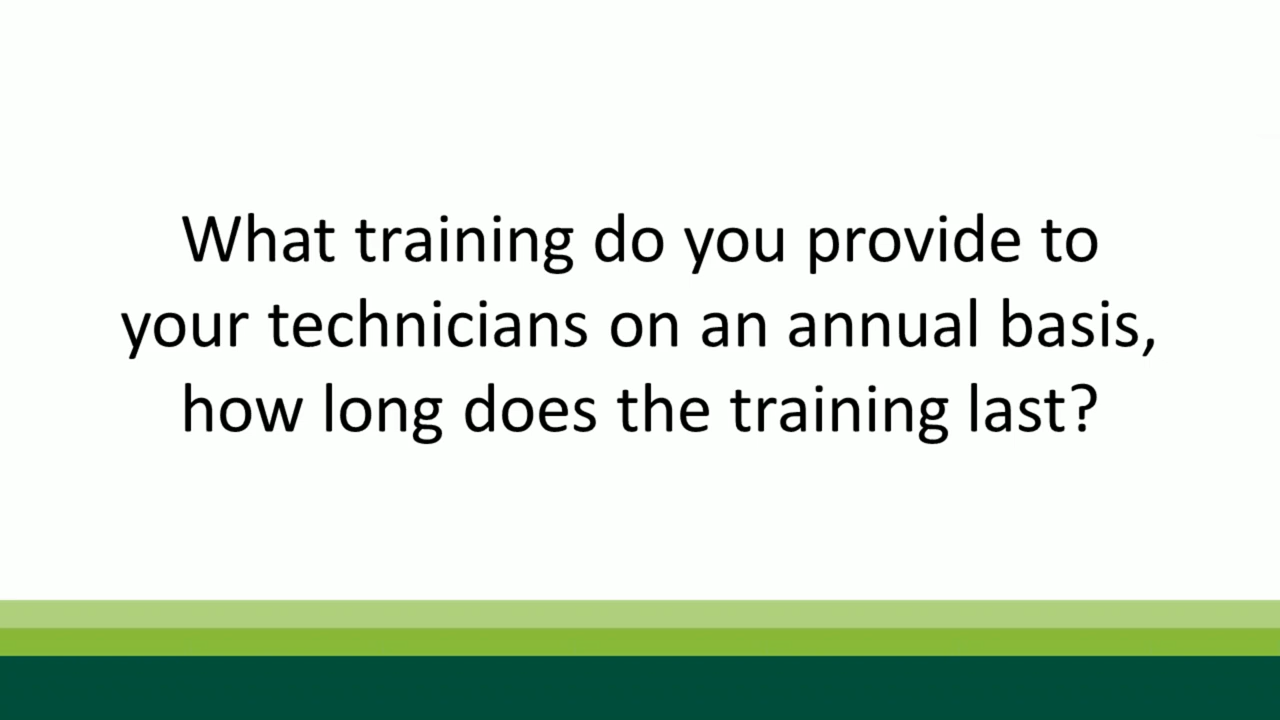 What training do you provide to
your technicians on an annual basis,
how long does the training last?